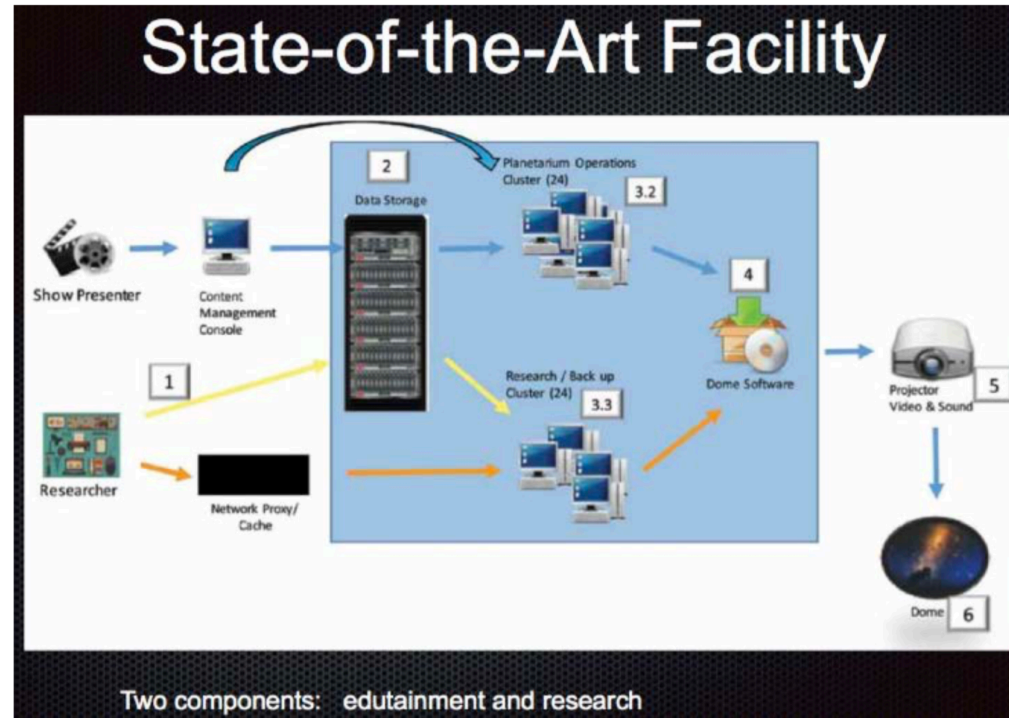 State-of-the-Art Facility
2
Data Storage
Planetarium Operations
Cluster (24)
3.2
Show Presenter
Content
Management
Console
4
Dome Software
1
Research / Back up
Cluster (24)
3.3
Projector
Video & Sound
5
Researcher
Network Proxy/
Cache
Dome
6
Two components: edutainment and research